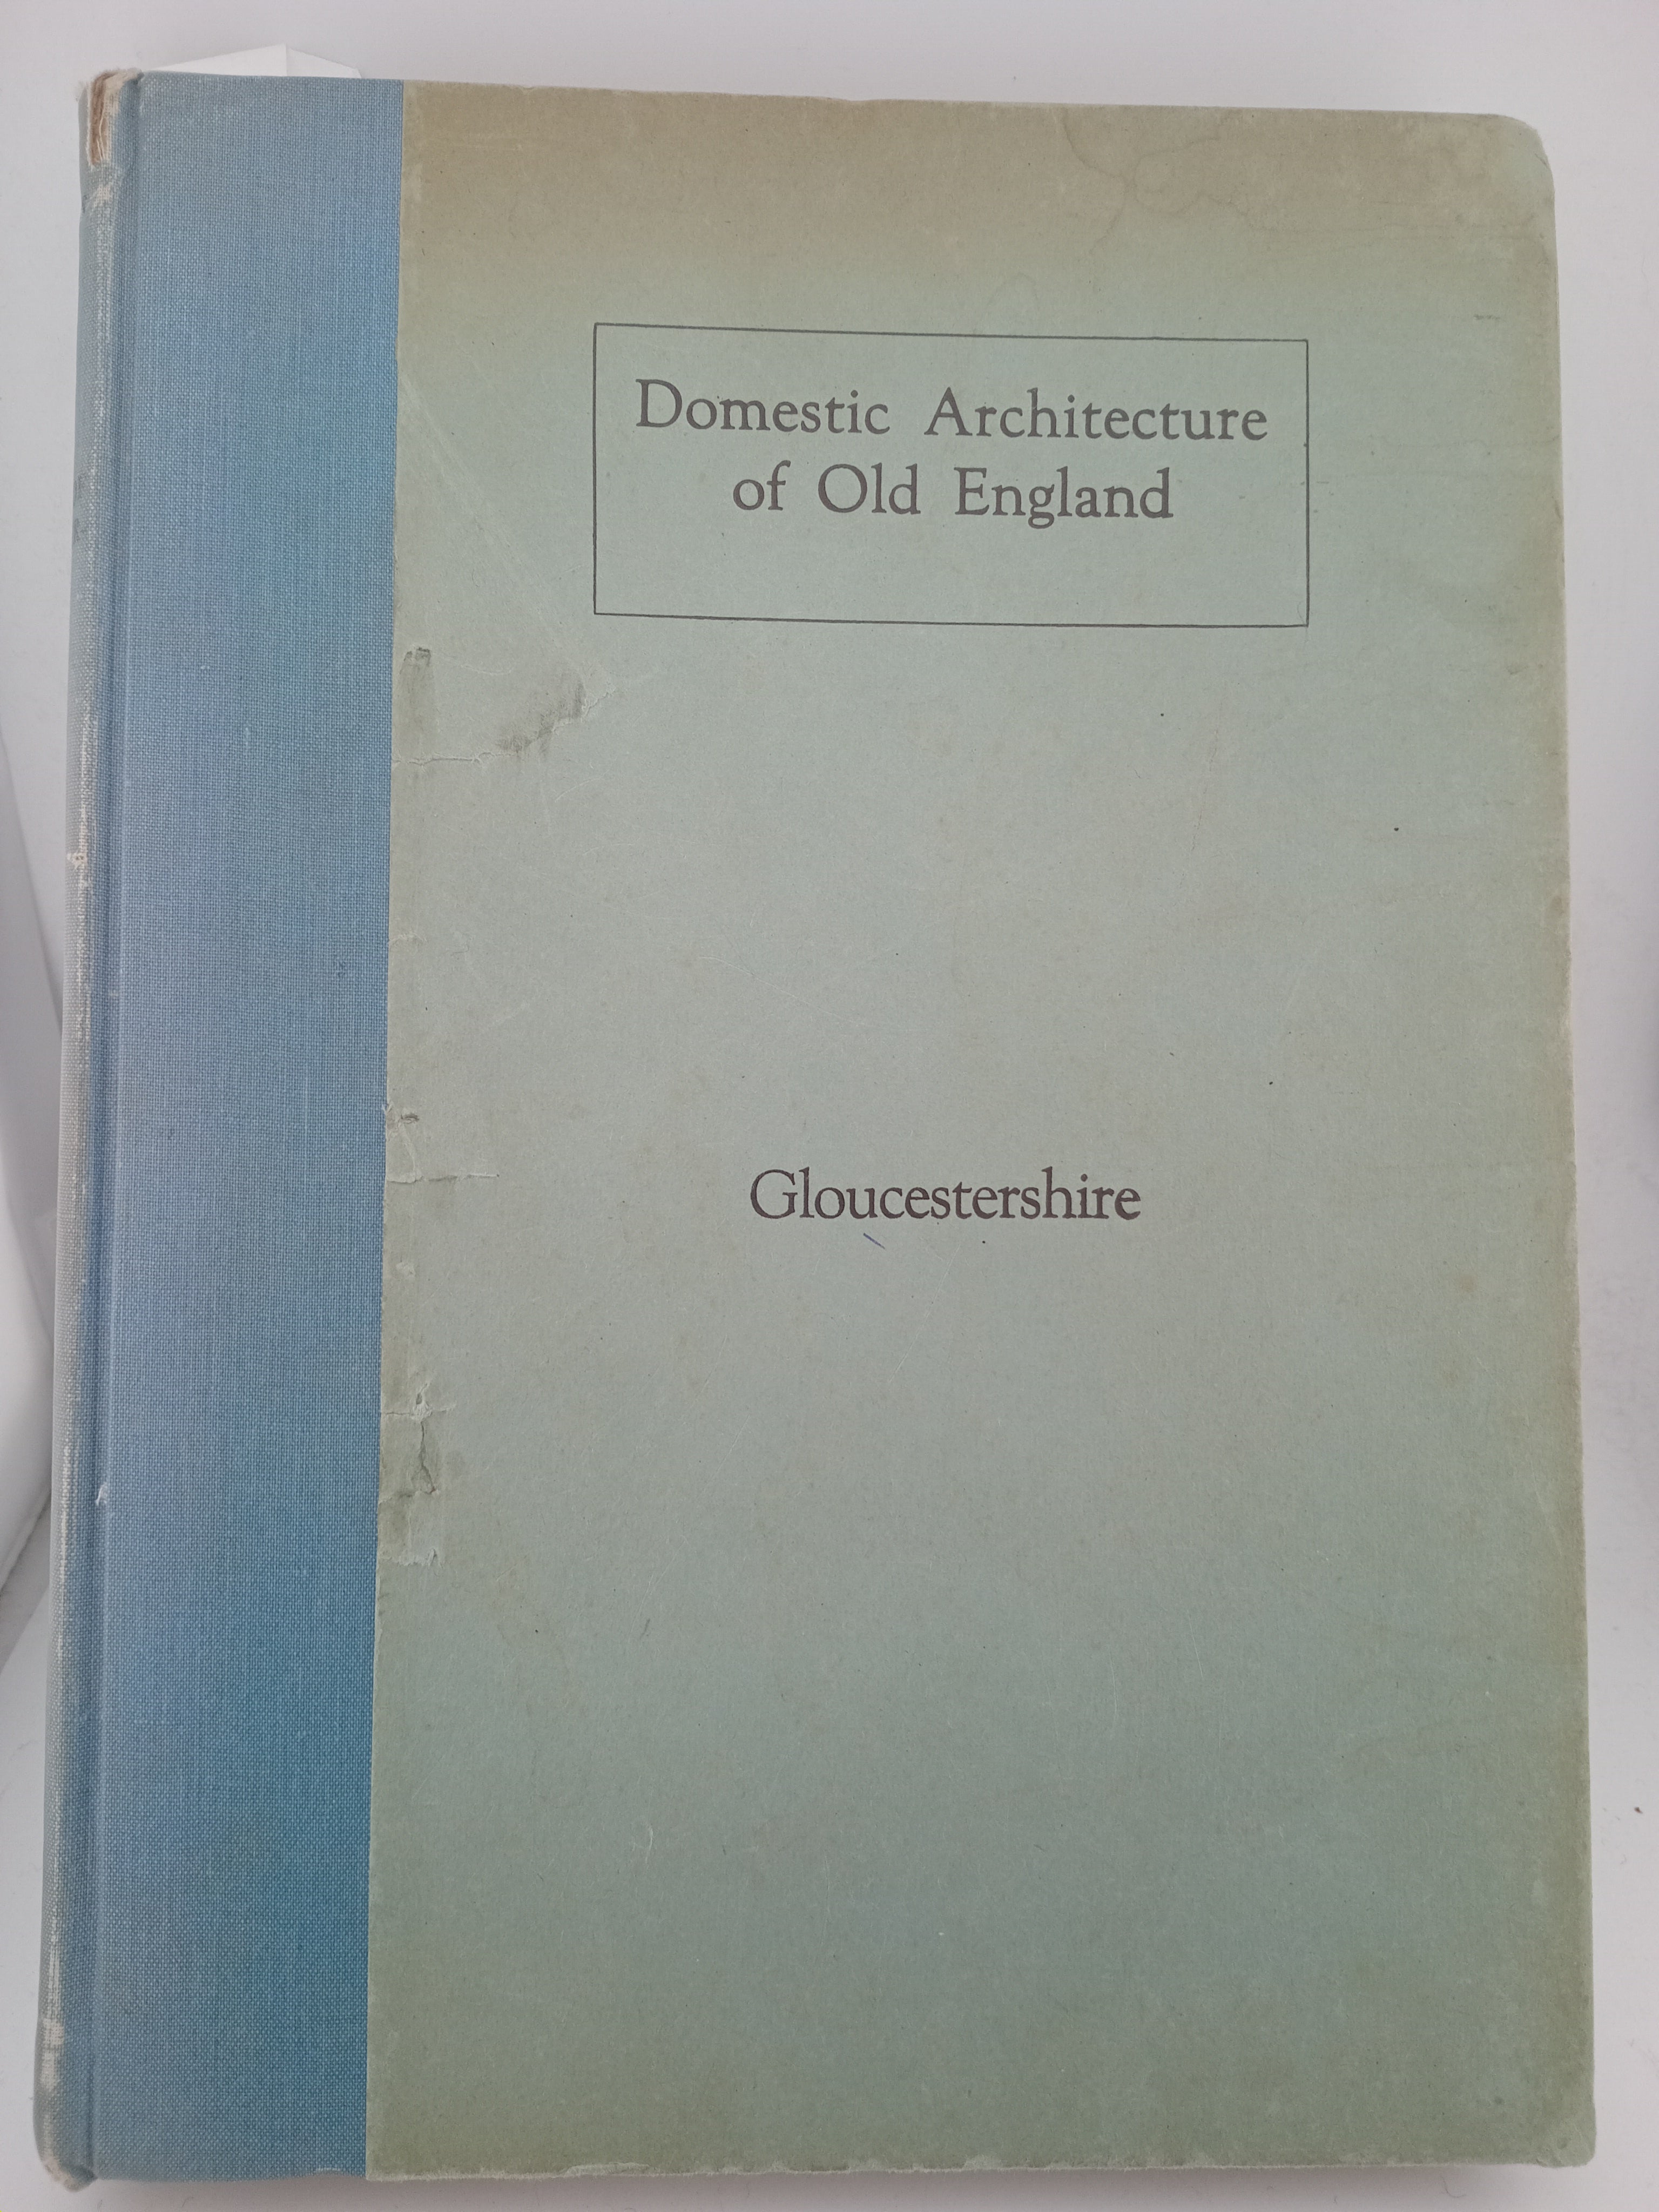 Domestic Architecture
of Old England
Gloucestershire